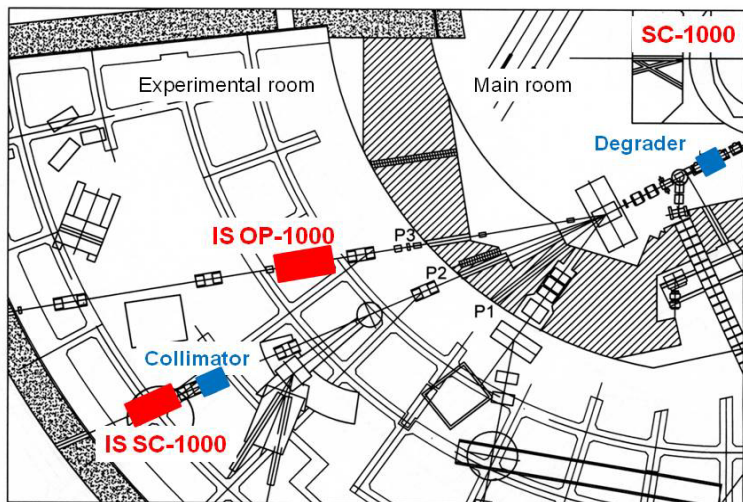 SC-1000
Experimental room
Main room
Degrader
IS OP-1000
P3
P2
P1
Collimator
IS SC-1000